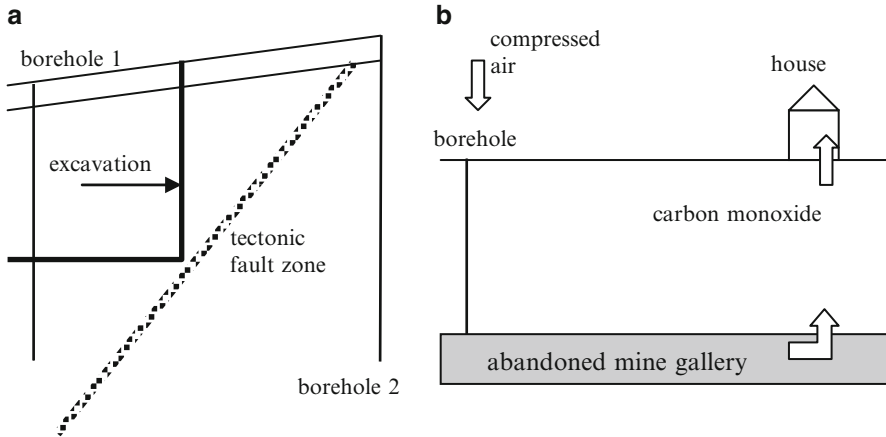 a
borehole 1
excavation
tectonic
fault zone
borehole 2
b
compressed
air
house
borehole
carbon monoxide
abandoned mine gallery